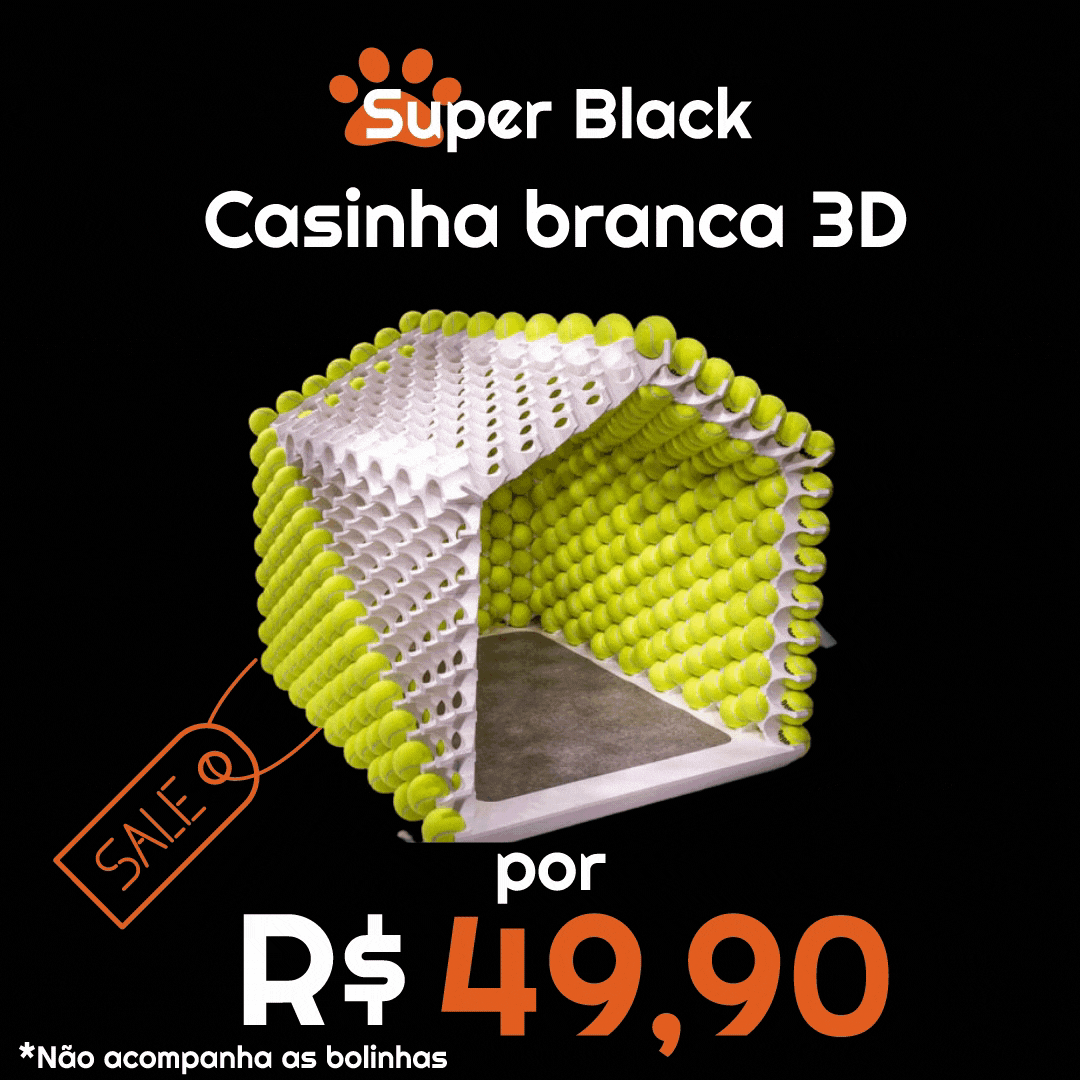 Super Black
Casinha branca 3D
SALE
por
R$ 49,90
*Não acompanha as bolinhas